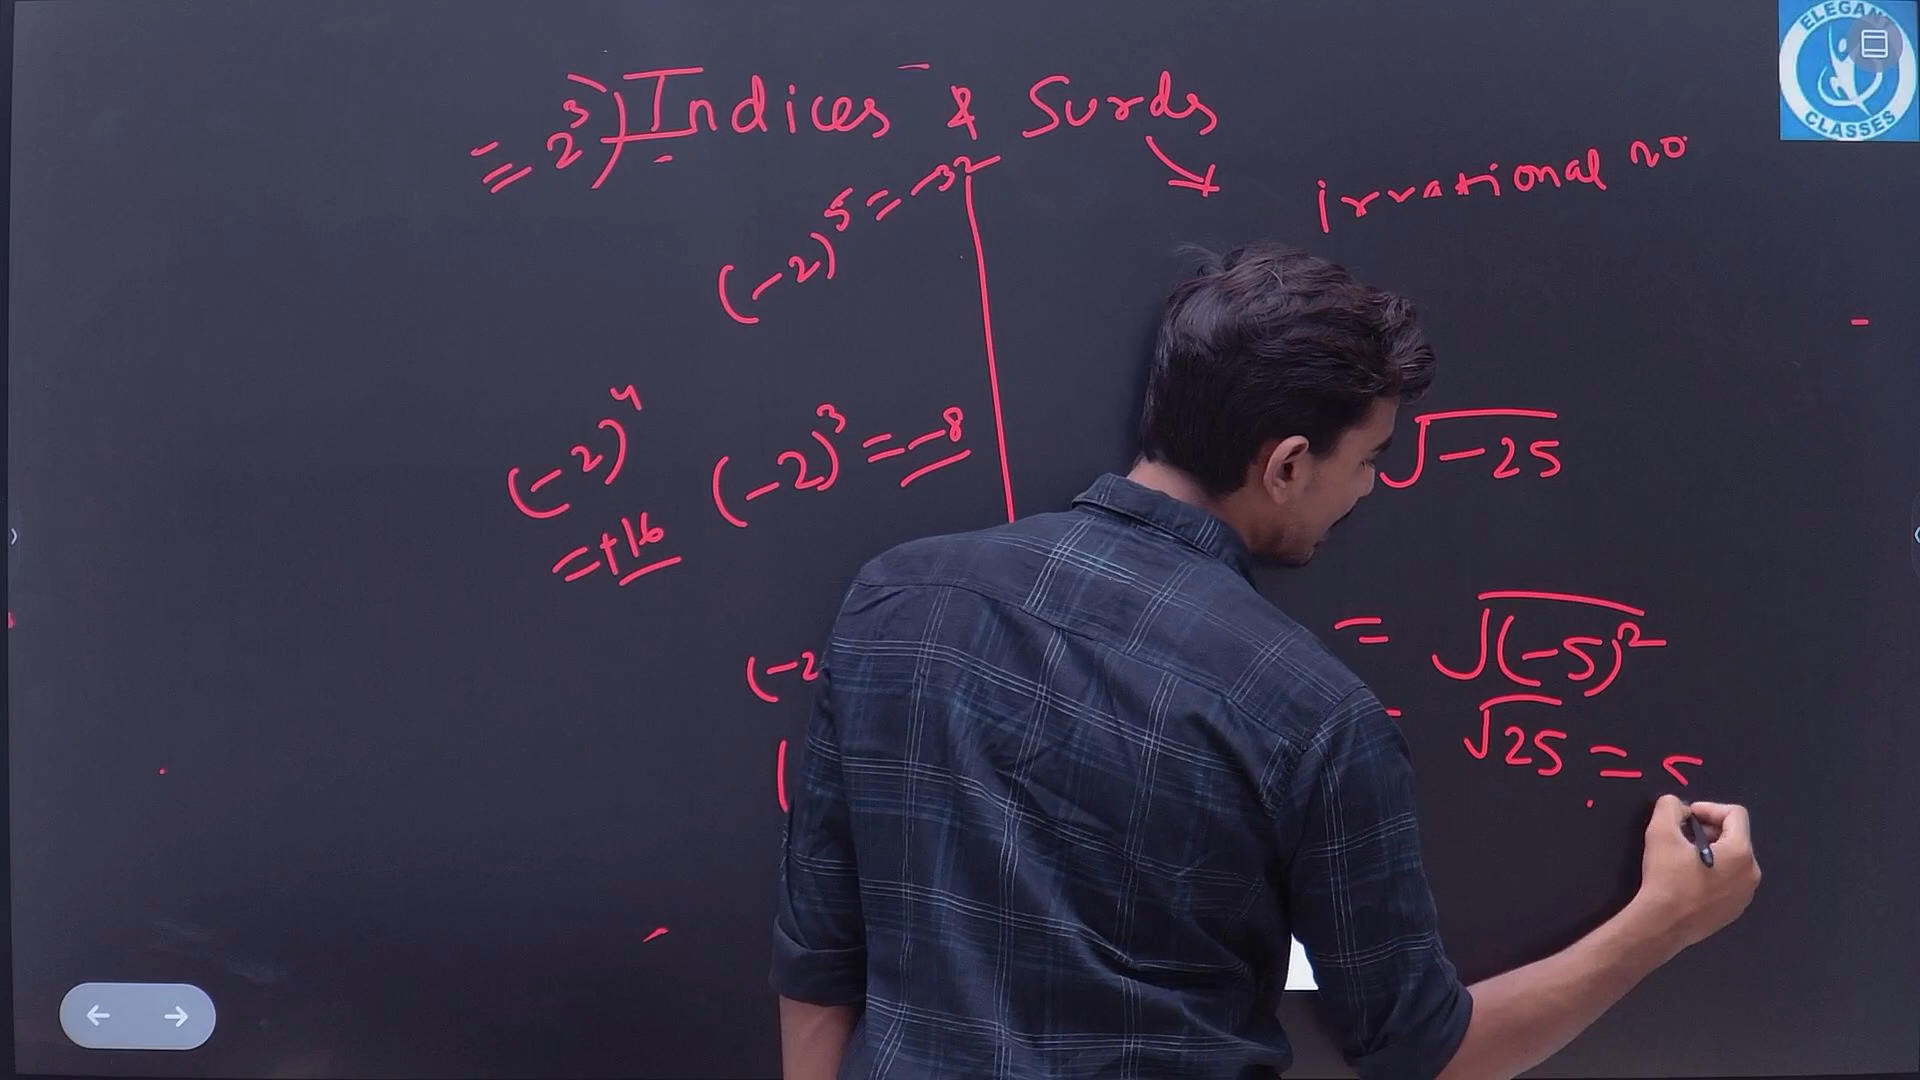 ELEGANT CLASSES
= 2³) Indices & Surds
irrational no.
(-2)⁵ = -32
(-2)⁴
= +16
(-2)³ = -8
√-25
(-2
= √(-5)²
√25 = 5